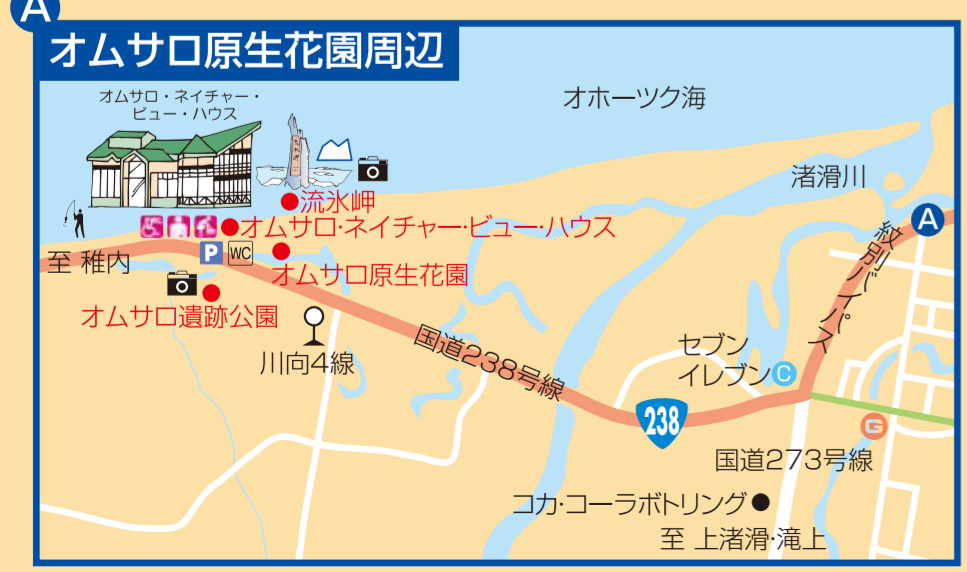 A
オムサロ原生花園周辺
オムサロ・ネイチャー・
ビュー・ハウス
オホーツク海
渚滑川
流氷岬
オムサロ・ネイチャー・ビュー・ハウス
A
至 稚内
P
WC
オムサロ原生花園
紋別バイパス
オムサロ遺跡公園
川向4線
国道238号線
セブン
イレブン
C
238
G
国道273号線
コカ・コーラボトリング
至 上渚滑・滝上